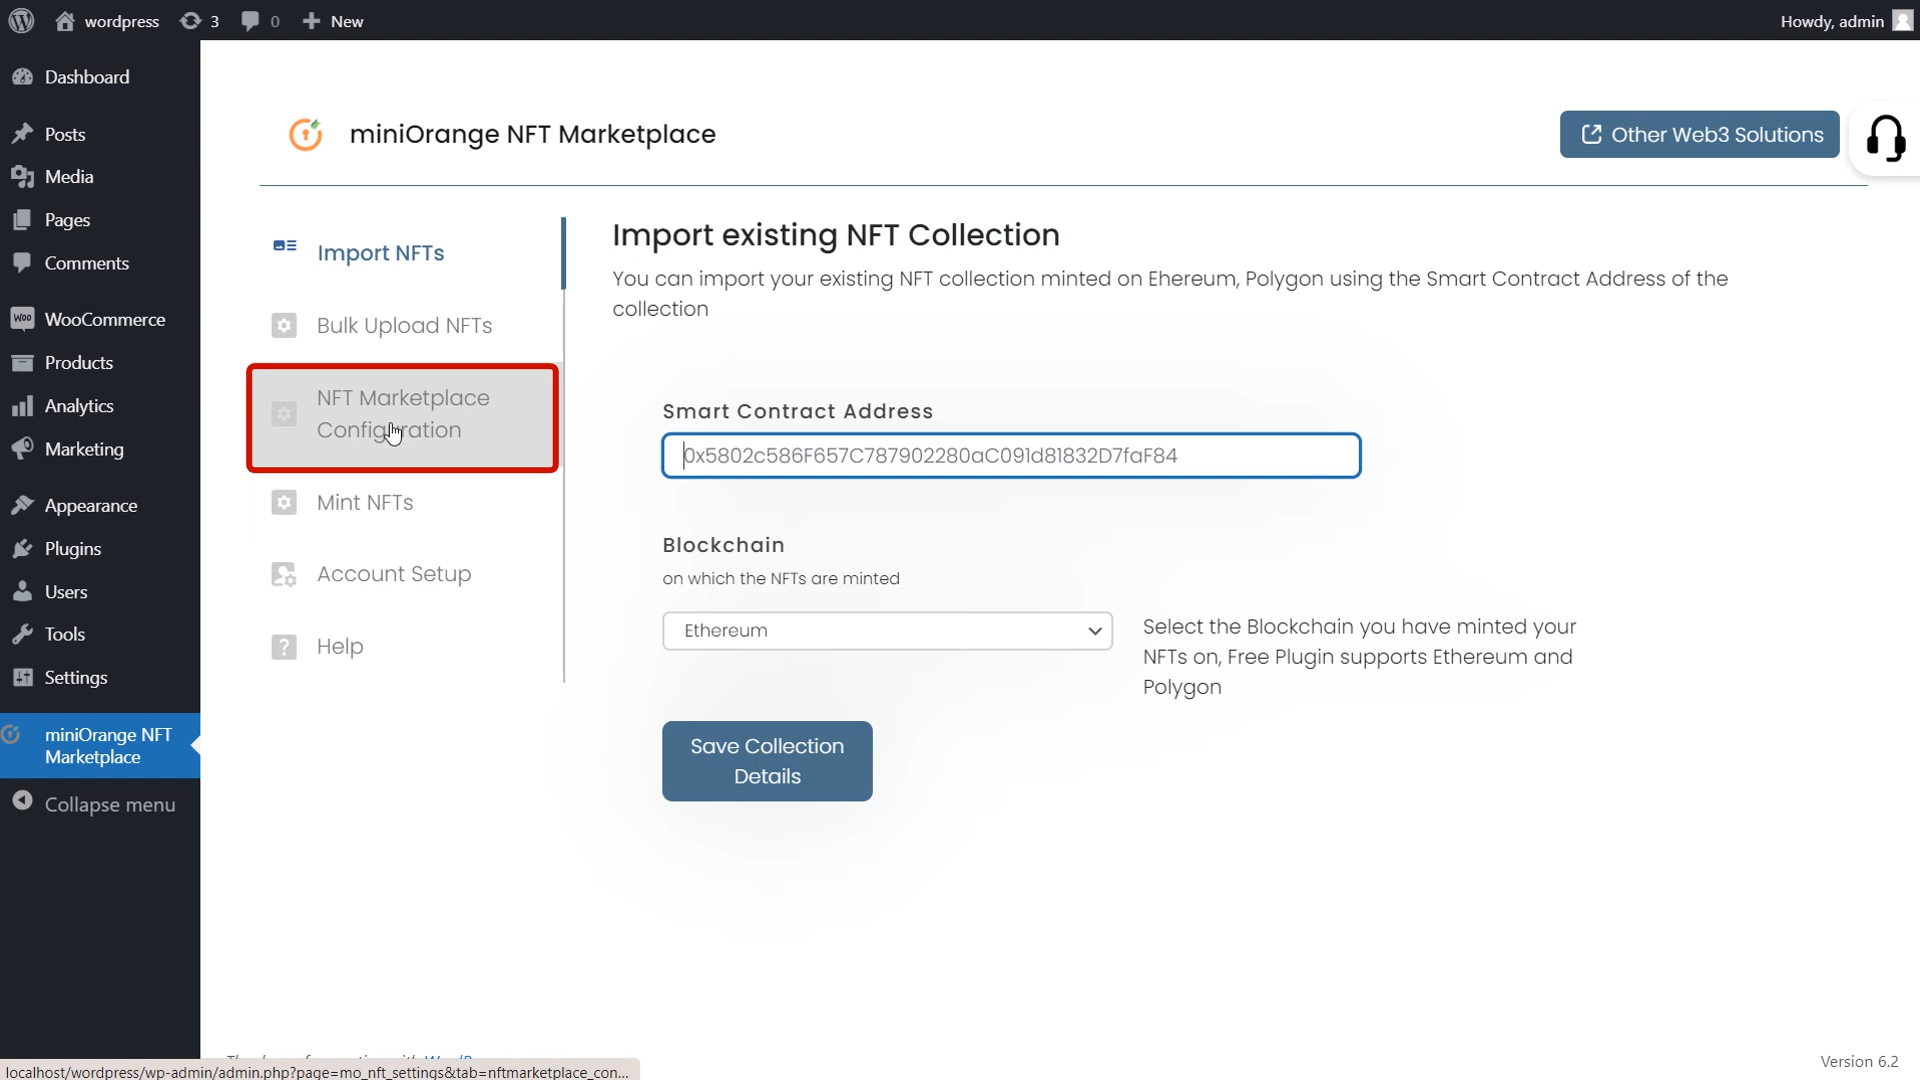 wordpress 3 0 New Howdy, admin
Dashboard
Posts
Media
Pages
Comments
Woo WooCommerce
Products
Analytics
Marketing
Appearance
Plugins
Users
Tools
Settings
miniOrange NFT
Marketplace
Collapse menu
miniOrange NFT Marketplace
Other Web3 Solutions
Import NFTs
Bulk Upload NFTs
NFT Marketplace
Configuration
Mint NFTs
Account Setup
? Help
Import existing NFT Collection
You can import your existing NFT collection minted on Ehereum, Polygon using the Smart Contract Address of the
collection
Smart Contract Address
0x5802c586F657C787902280aC091d81832D7faF84
Blockchain
on which the NFTs are minted
Ethereum
Select the Blockchain you have minted your
NFTs on, Free Plugin supports Ethereum and
Polygon
Save Collection
Details
Version 6.2
localhost/wordpress/wp-admin/admin.php?page=mo_nft_settings&tab=nftmarketplace_con...